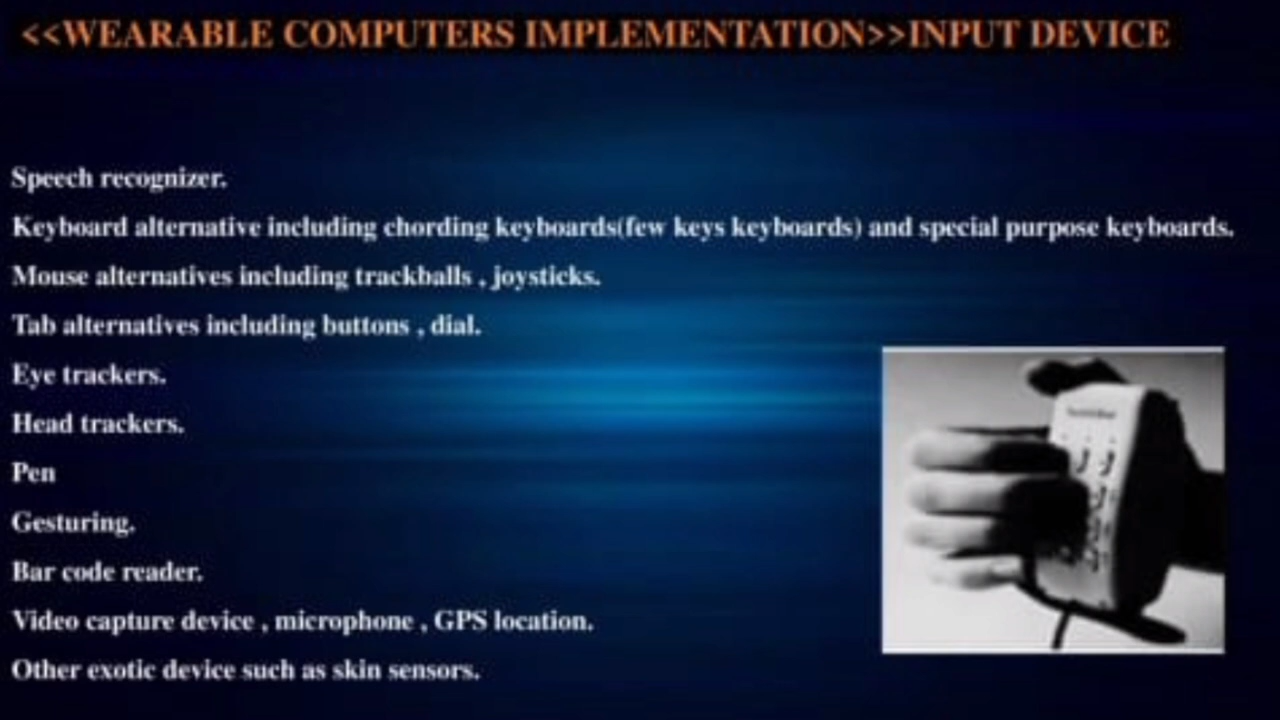 <<WEARABLE COMPUTERS IMPLEMENTATION>>INPUT DEVICE
Speech recognizer.
Keyboard alternative including chording keyboards(few keys keyboards) and special purpose keyboards.
Mouse alternatives including trackballs , joysticks.
Tab alternatives including buttons , dial.
Eye trackers.
Head trackers.
Pen
Gesturing.
Bar code reader.
Video capture device , microphone , GPS location.
Other exotic device such as skin sensors.